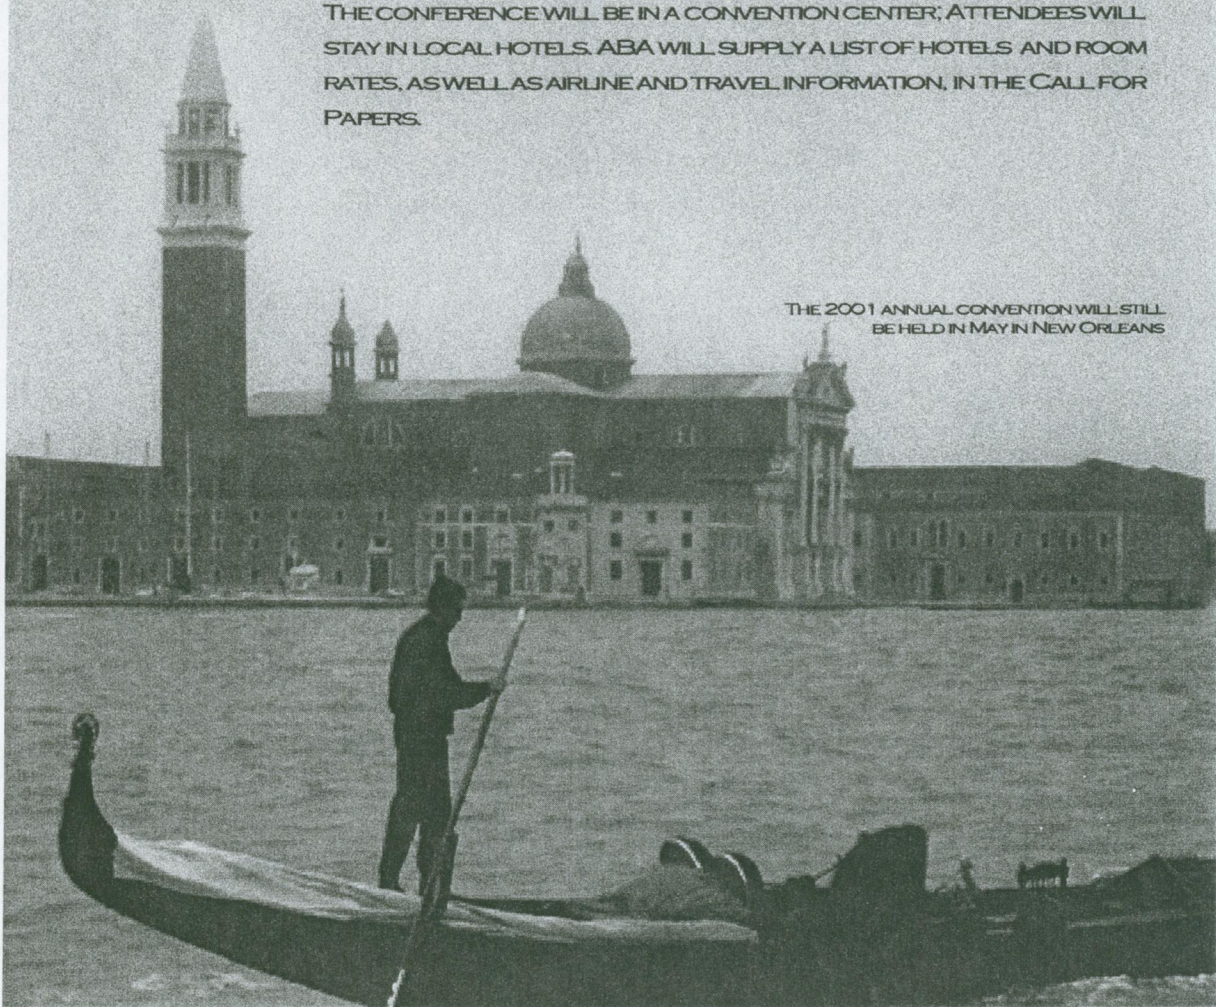 THE CONFERENCE WILL BE IN A CONVENTION CENTER; ATTENDEES WILL
STAY IN LOCAL HOTELS. ABA WILL SUPPLY A LIST OF HOTELS AND ROOM
RATES, AS WELL AS AIRLINE AND TRAVEL INFORMATION, IN THE CALL FOR
PAPERS.
THE 2001 ANNUAL CONVENTION WILL STILL
BE HELD IN MAY IN NEW ORLEANS